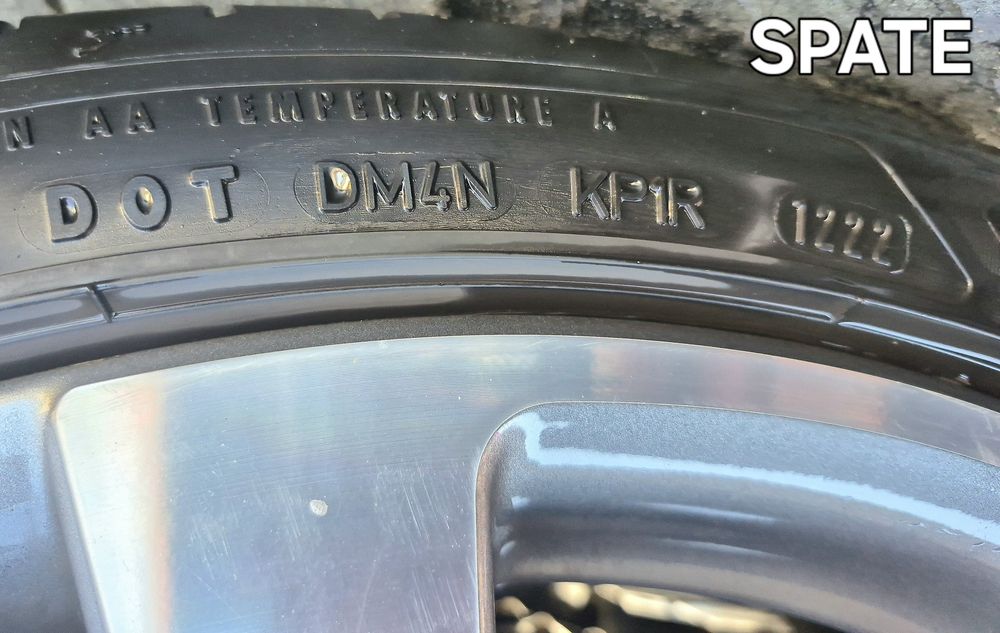 SPATE
N AA TEMPERATURE A
DOT DM4N KP1R 1222